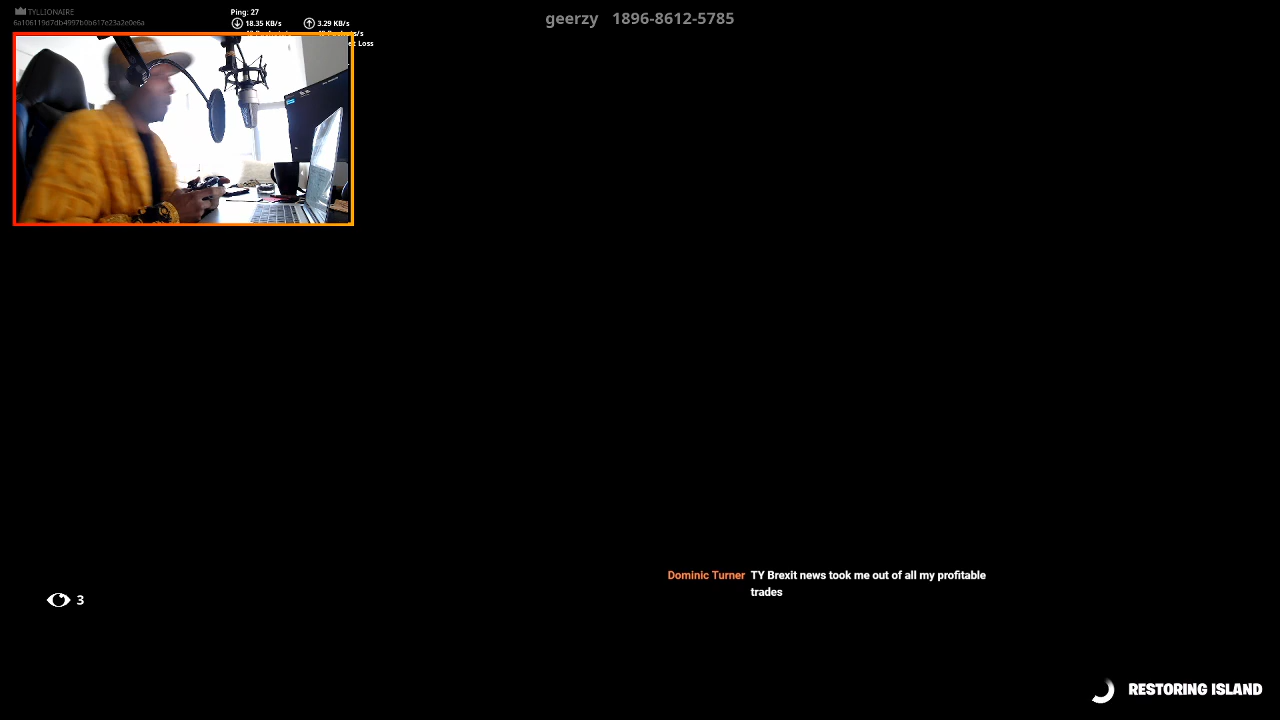 TYLLIONAIRE
Ping: 27
geerzy 1896-8612-5785
18.35 KB/s 3.29 KB/s
Loss
Dominic Turner TY Brexit news took me out of all my profitable
trades
3
RESTORING ISLAND